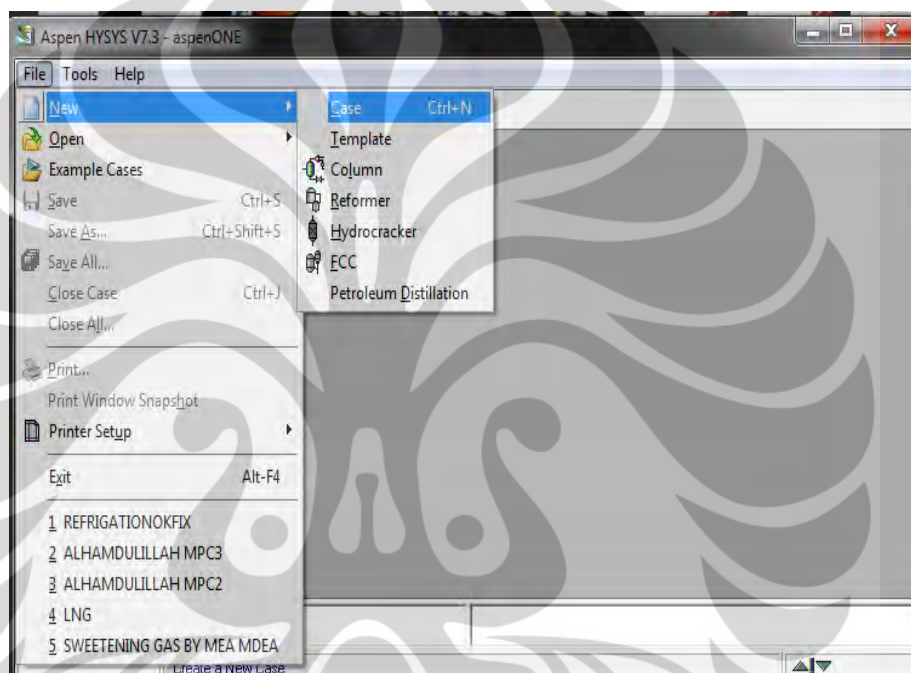 Aspen HYSYS V7.3 - aspenONE
File Tools Help
New
Open
Example Cases
Save Ctrl+S
Save As... Ctrl+Shift+S
Save All...
Close Case Ctrl+J
Close All...
Print...
Print Window Snapshot
Printer Setup
Exit Alt-F4
1 REFRIGATIONOKFIX
2 ALHAMDULILLAH MPC3
3 ALHAMDULILLAH MPC2
4 LNG
5 SWEETENING GAS BY MEA MDEA
Case Ctrl+N
Template
Column
Reformer
Hydrocracker
FCC
Petroleum Distillation
Create a New Case